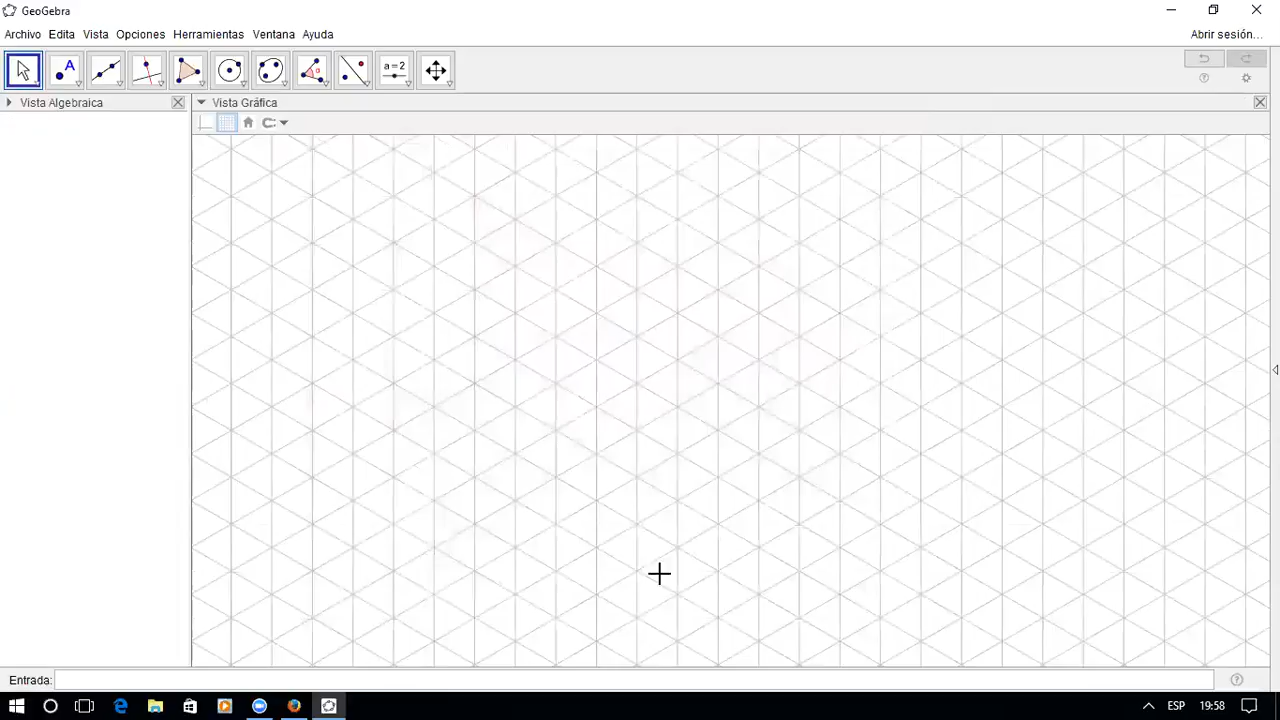 GeoGebra
Archivo Edita Vista Opciones Herramientas Ventana Ayuda Abrir sesión...
A α a = 2
Vista Algebraica Vista Gráfica
Entrada:
ESP 19:58